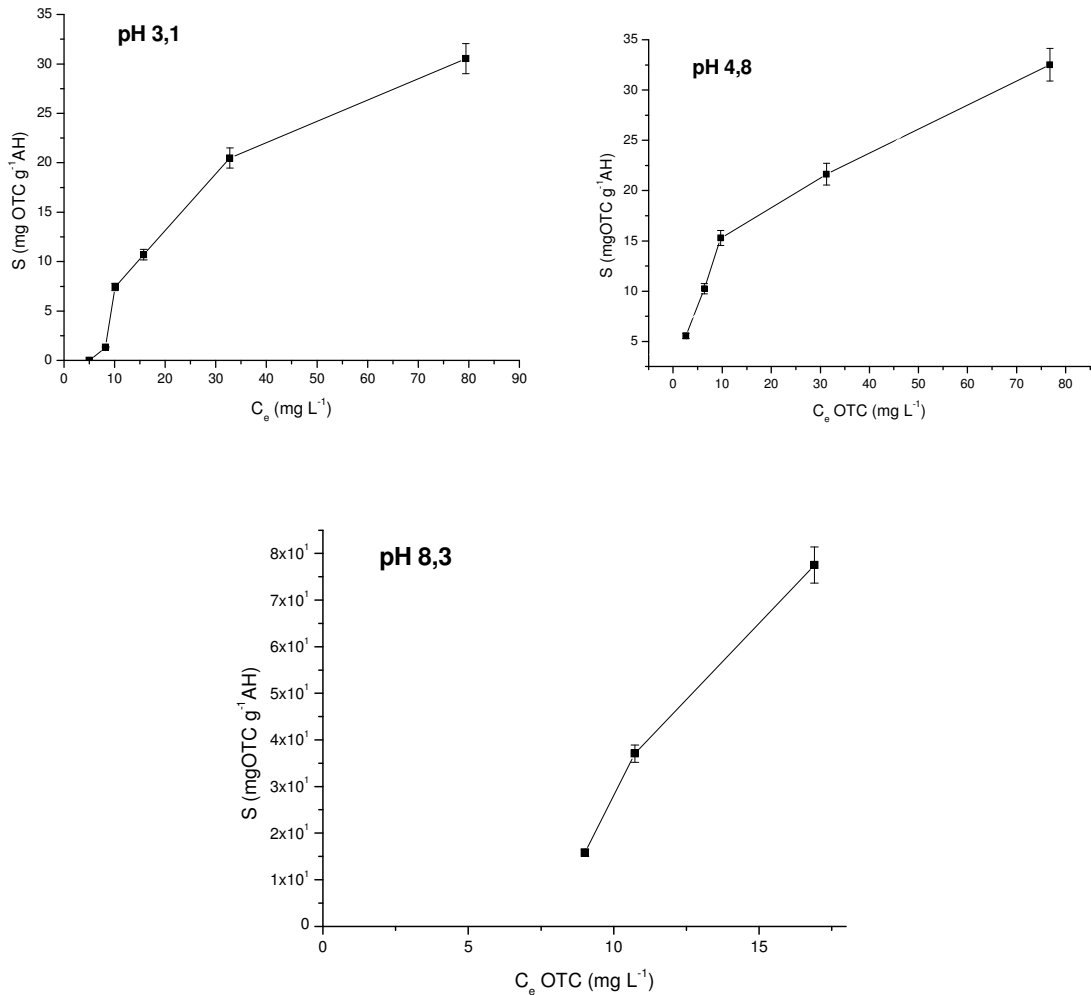 pH 3,1
35
30
25
20
15
10
5
0
S (mg OTC g⁻¹AH)
0 10 20 30 40 50 60 70 80 90
Cₑ (mg L⁻¹)
pH 4,8
35
30
25
20
15
10
5
S (mgOTC g⁻¹AH)
0 10 20 30 40 50 60 70 80
Cₑ OTC (mg L⁻¹)
pH 8,3
8x10¹
7x10¹
6x10¹
5x10¹
4x10¹
3x10¹
2x10¹
1x10¹
0
S (mgOTC g⁻¹AH)
0 5 10 15
Cₑ OTC (mg L⁻¹)